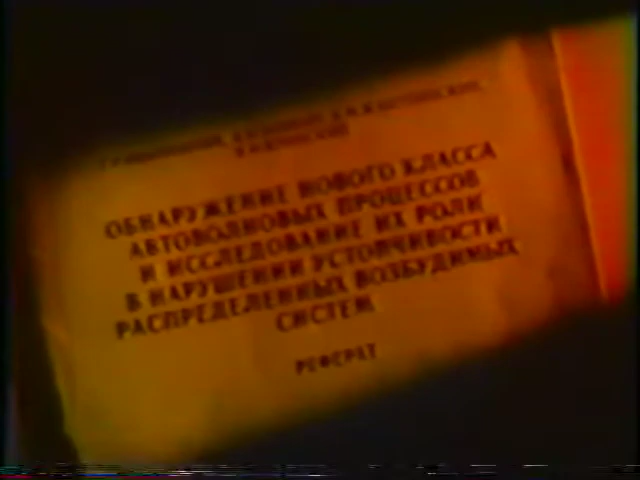 ОБНАРУЖЕНИЕ НОВОГО КЛАССА
АВТОВОЛНОВЫХ ПРОЦЕССОВ
И ИССЛЕДОВАНИЕ ИХ РОЛИ
В НАРУШЕНИИ УСТОЙЧИВОСТИ
РАСПРЕДЕЛЕННЫХ ВОЗБУДИМЫХ
СИСТЕМ
РЕФЕРАТ